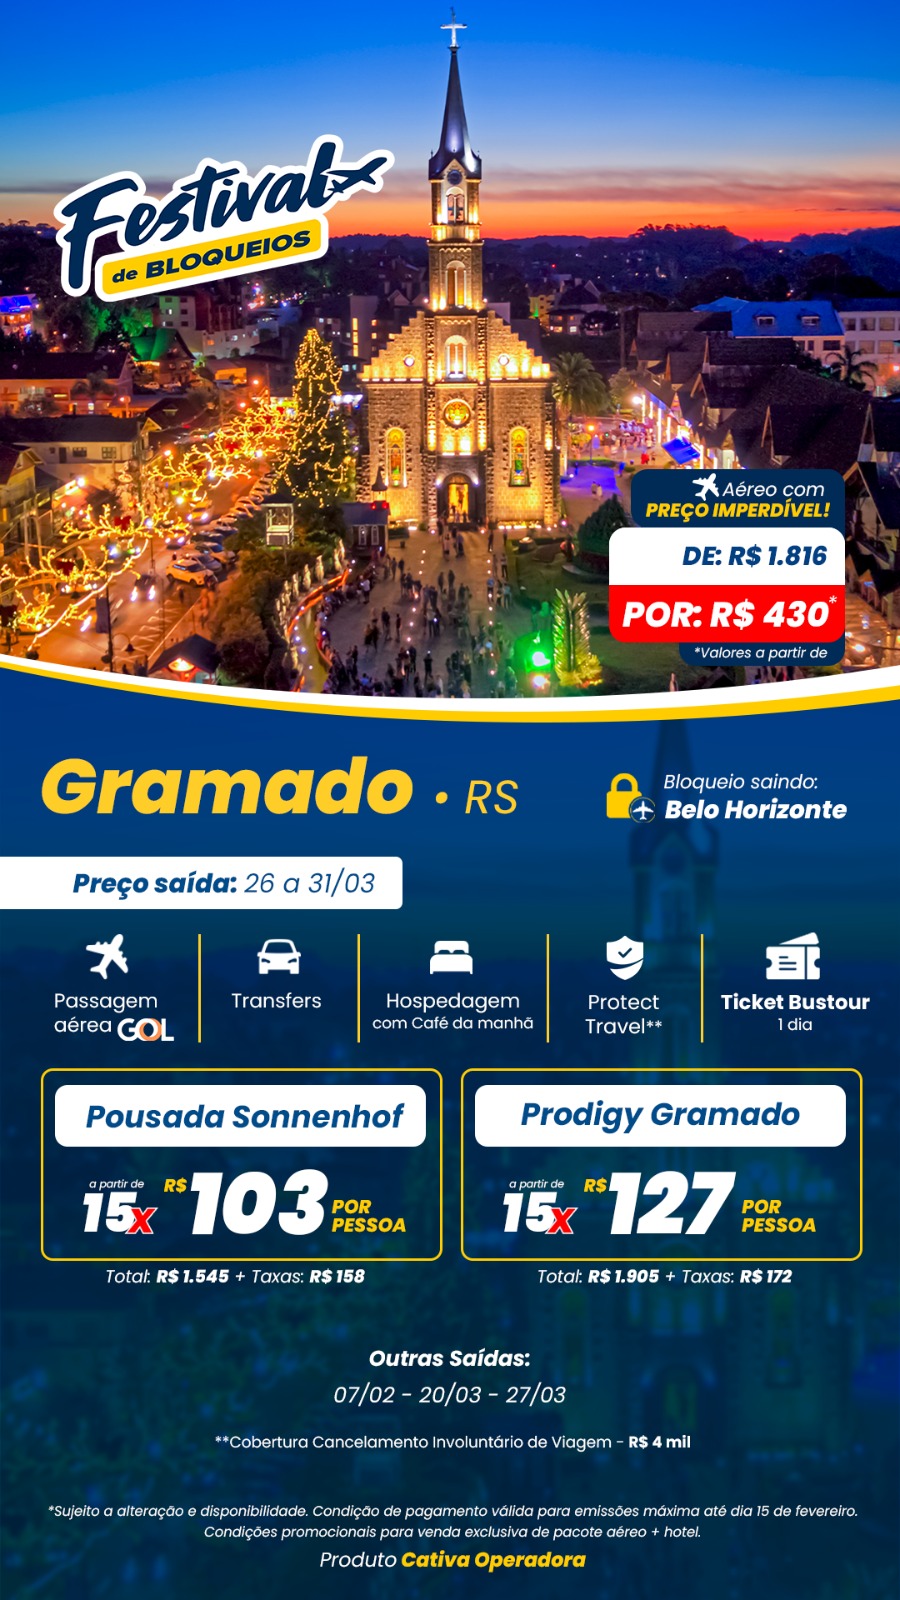 Festival
de BLOQUEIOS
Aéreo com
PREÇO IMPERDÍVEL!
DE: R$ 1.816
POR: R$ 430*
*Valores a partir de
Gramado • RS
Bloqueio saindo:
Belo Horizonte
Preço saída: 26 a 31/03
Passagem
aérea GOL
Transfers
Hospedagem
com Café da manhã
Protect
Travel**
Ticket Bustour
1 dia
Pousada Sonnenhof
a partir de
15X R$ 103 POR
PESSOA
Total: R$ 1.545 + Taxas: R$ 158
Prodigy Gramado
a partir de
15X R$ 127 POR
PESSOA
Total: R$ 1.905 + Taxas: R$ 172
Outras Saídas:
07/02 - 20/03 - 27/03
**Cobertura Cancelamento Involuntário de Viagem - R$ 4 mil
*Sujeito a alteração e disponibilidade. Condição de pagamento válida para emissões máxima até dia 15 de fevereiro.
Condições promocionais para venda exclusiva de pacote aéreo + hotel.
Produto Cativa Operadora